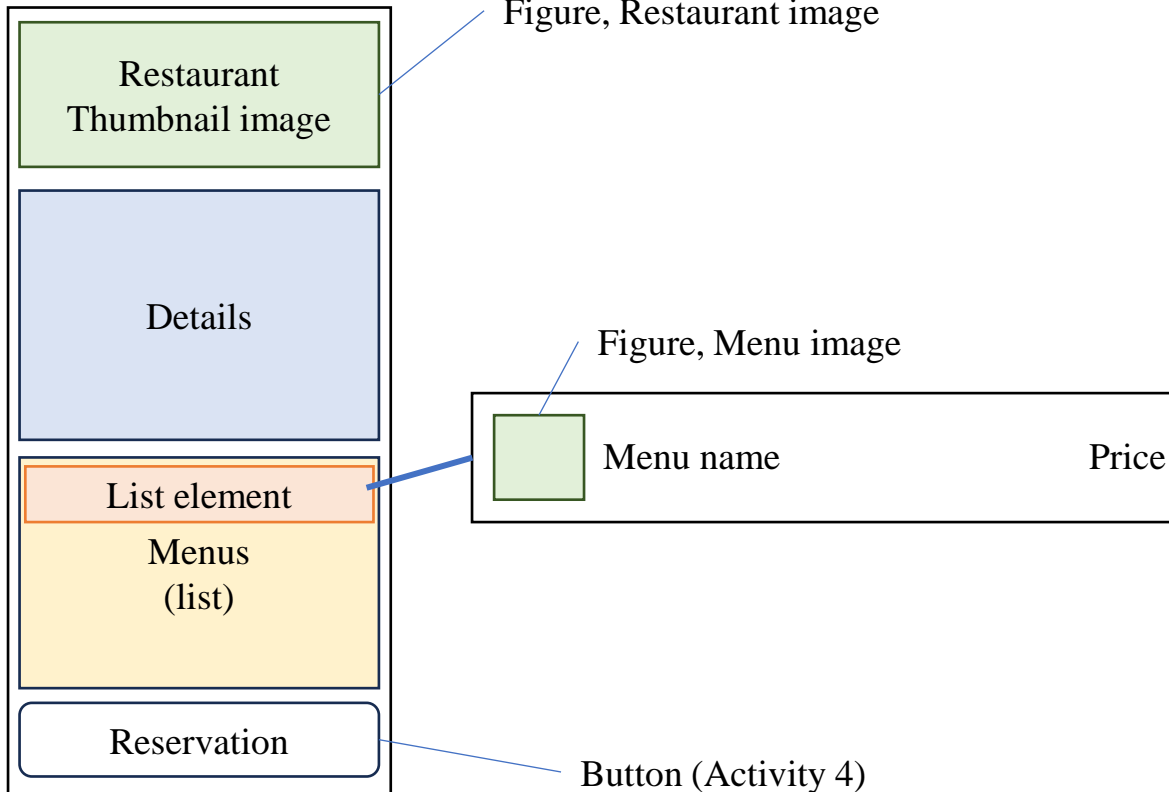 Figure, Restaurant image
Restaurant
Thumbnail image
Details
Figure, Menu image
Menu name
Price
List element
Menus
(list)
Reservation
Button (Activity 4)